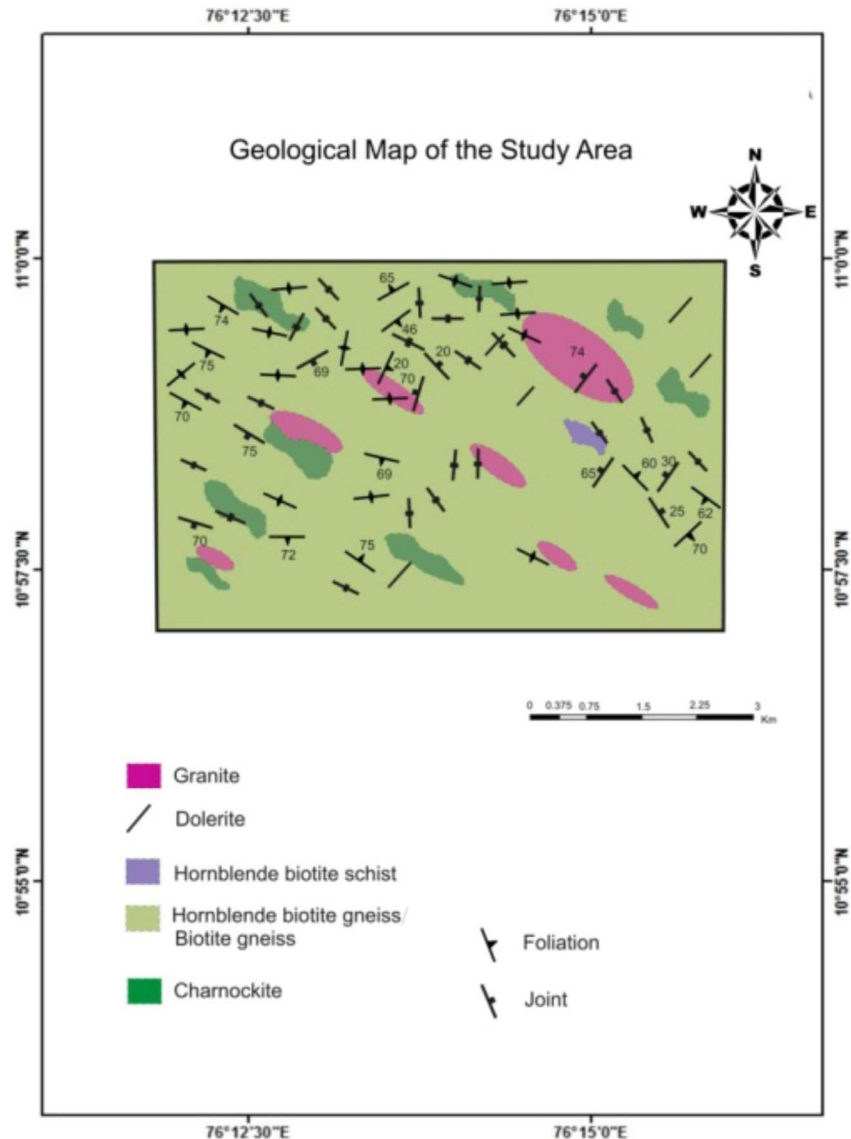 76°12'30"E 76°15'0"E
Geological Map of the Study Area
N
W E
S
11°0'0"N 11°0'0"N
65
74
46
20
74
75
69
20
70
70
75
69
65
60
30
25
62
70
70
72
75
10°57'30"N 10°57'30"N
0 0.375 0.75 1.5 2.25 3
Km
Granite
Dolerite
Hornblende biotite schist
10°55'0"N 10°55'0"N
Hornblende biotite gneiss/
Biotite gneiss
Foliation
Charnockite
Joint
76°12'30"E 76°15'0"E